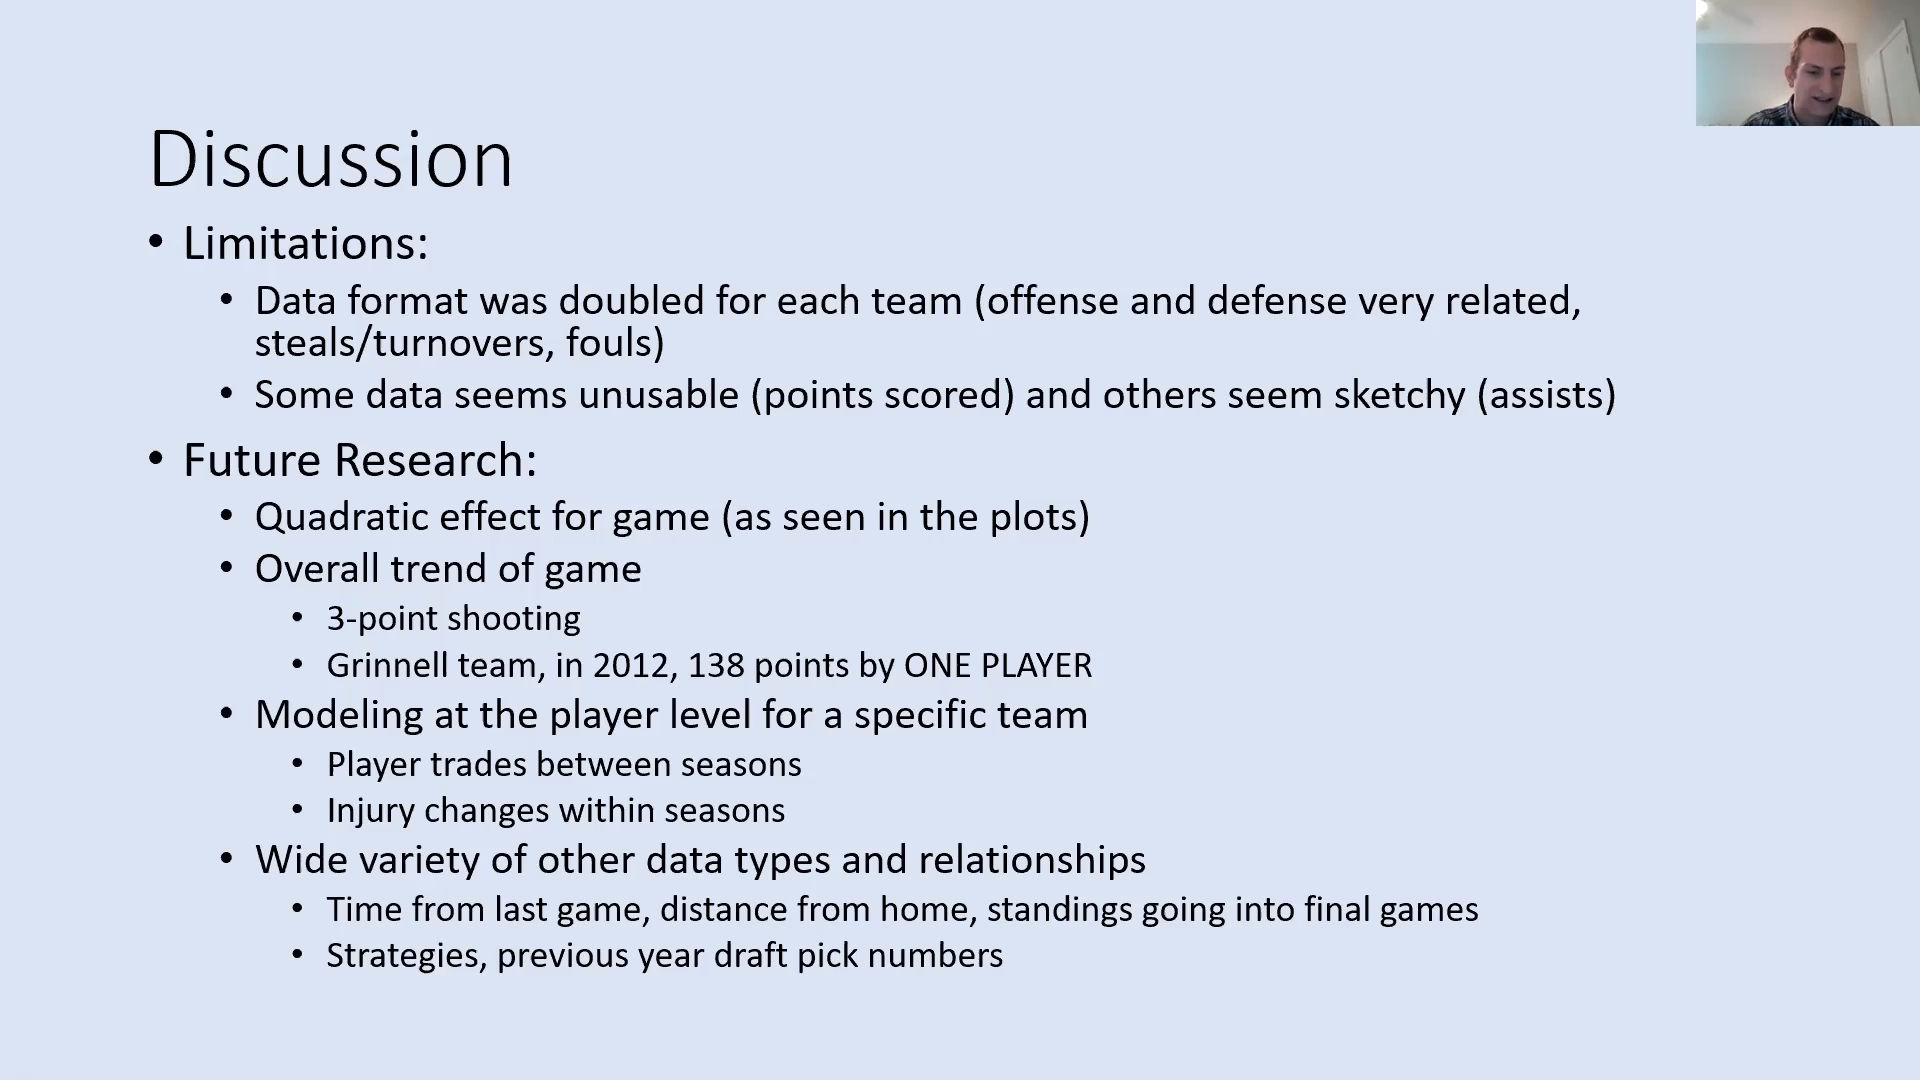 Discussion
• Limitations:
• Data format was doubled for each team (offense and defense very related,
steals/turnovers, fouls)
• Some data seems unusable (points scored) and others seem sketchy (assists)
• Future Research:
• Quadratic effect for game (as seen in the plots)
• Overall trend of game
• 3-point shooting
• Grinnell team, in 2012, 138 points by ONE PLAYER
• Modeling at the player level for a specific team
• Player trades between seasons
• Injury changes within seasons
• Wide variety of other data types and relationships
• Time from last game, distance from home, standings going into final games
• Strategies, previous year draft pick numbers